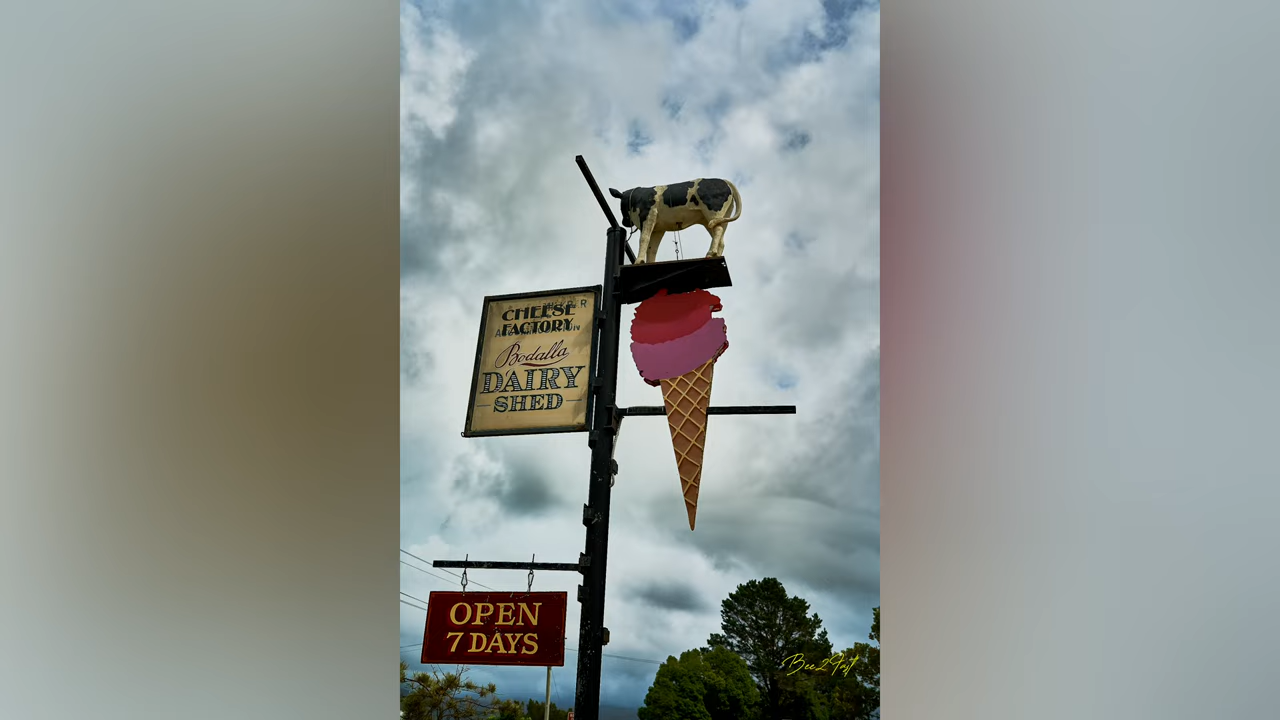 CHEESE
FACTORY
Bodalla
DAIRY
SHED
OPEN
7 DAYS
Bee2Fast